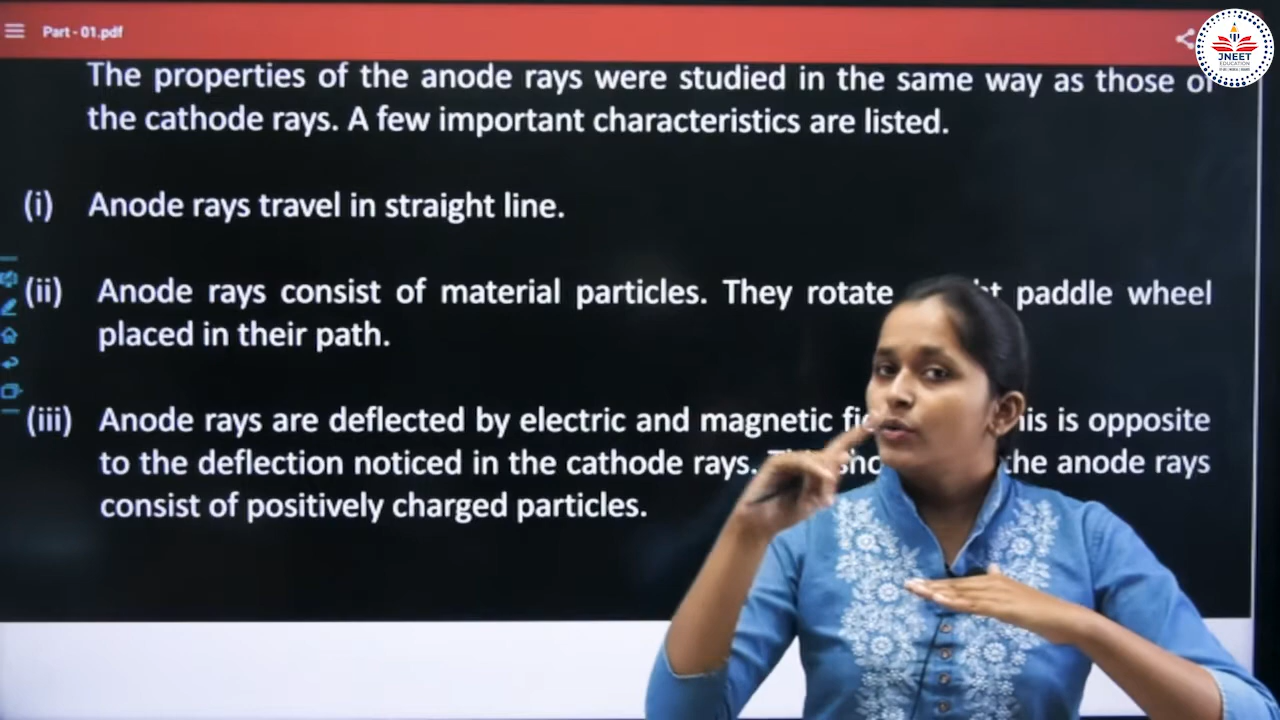 Part - 01.pdf
JNEET
EDUCATION
The properties of the anode rays were studied in the same way as those of
the cathode rays. A few important characteristics are listed.
(i) Anode rays travel in straight line.
(ii) Anode rays consist of material particles. They rotate paddle wheel
placed in their path.
(iii) Anode rays are deflected by electric and magnetic is opposite
to the deflection noticed in the cathode rays. the anode rays
consist of positively charged particles.